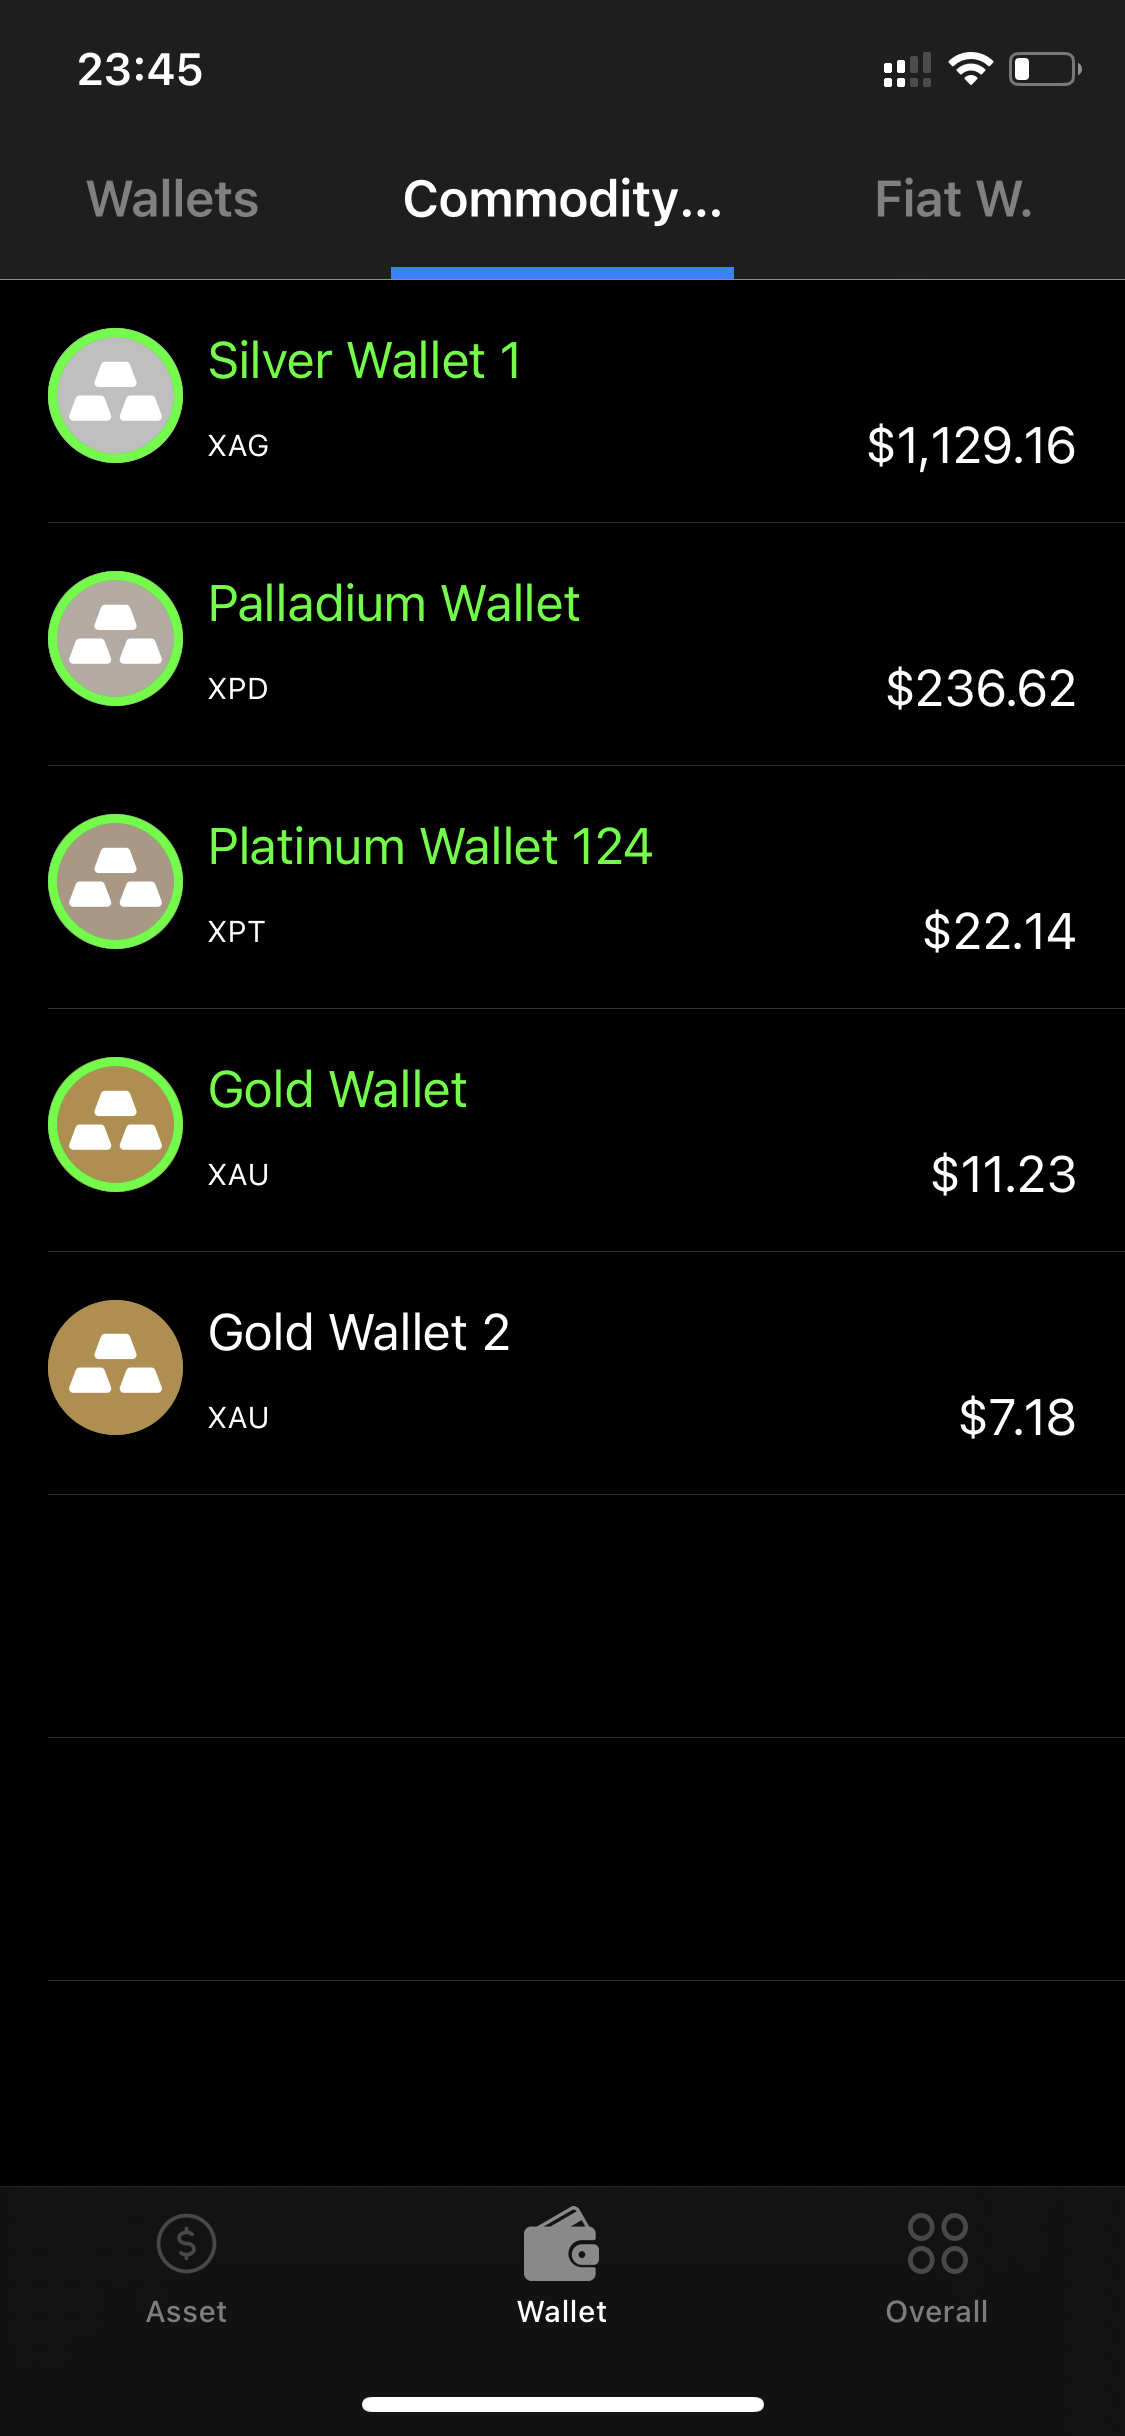 23:45
Wallets
Commodity...
Fiat W.
Silver Wallet 1
XAG
$1,129.16
Palladium Wallet
XPD
$236.62
Platinum Wallet 124
XPT
$22.14
Gold Wallet
XAU
$11.23
Gold Wallet 2
XAU
$7.18
Asset
Wallet
Overall